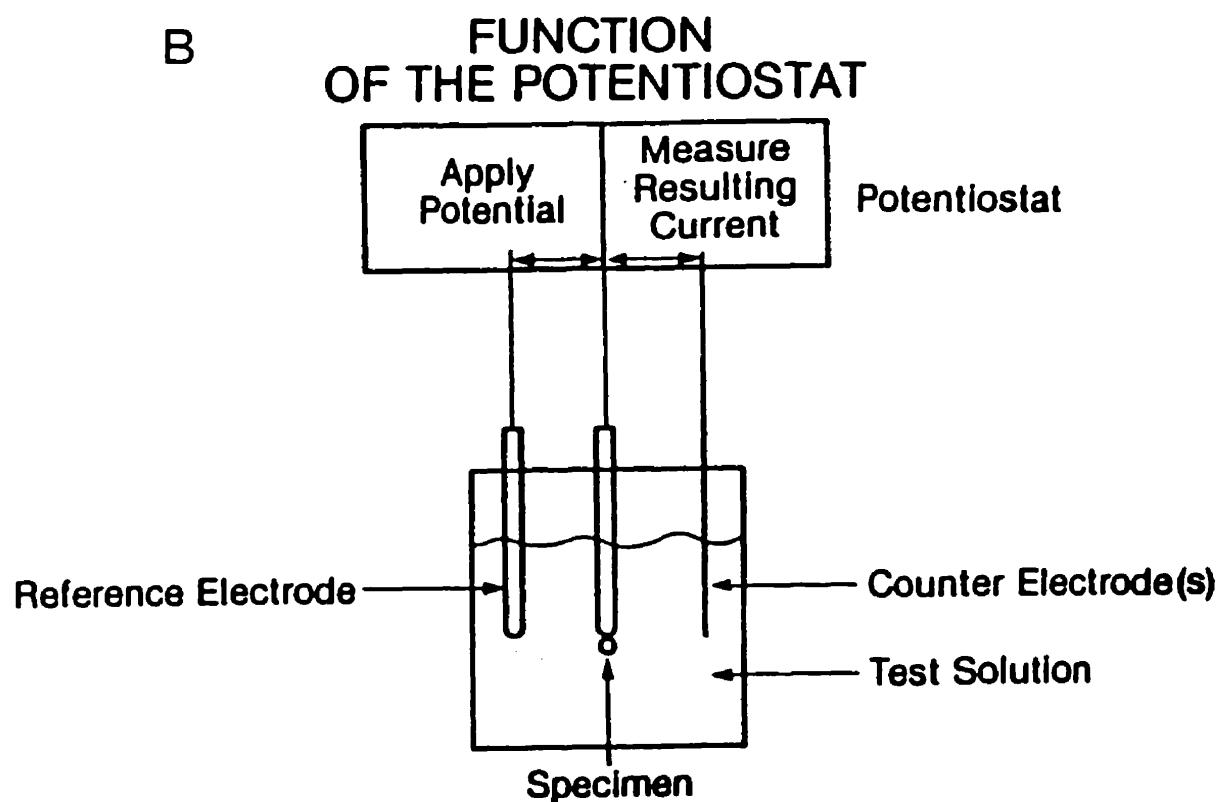 B
FUNCTION
OF THE POTENTIOSTAT
Apply
Potential
Measure
Resulting
Current
Potentiostat
Reference Electrode
Counter Electrode(s)
Test Solution
Specimen